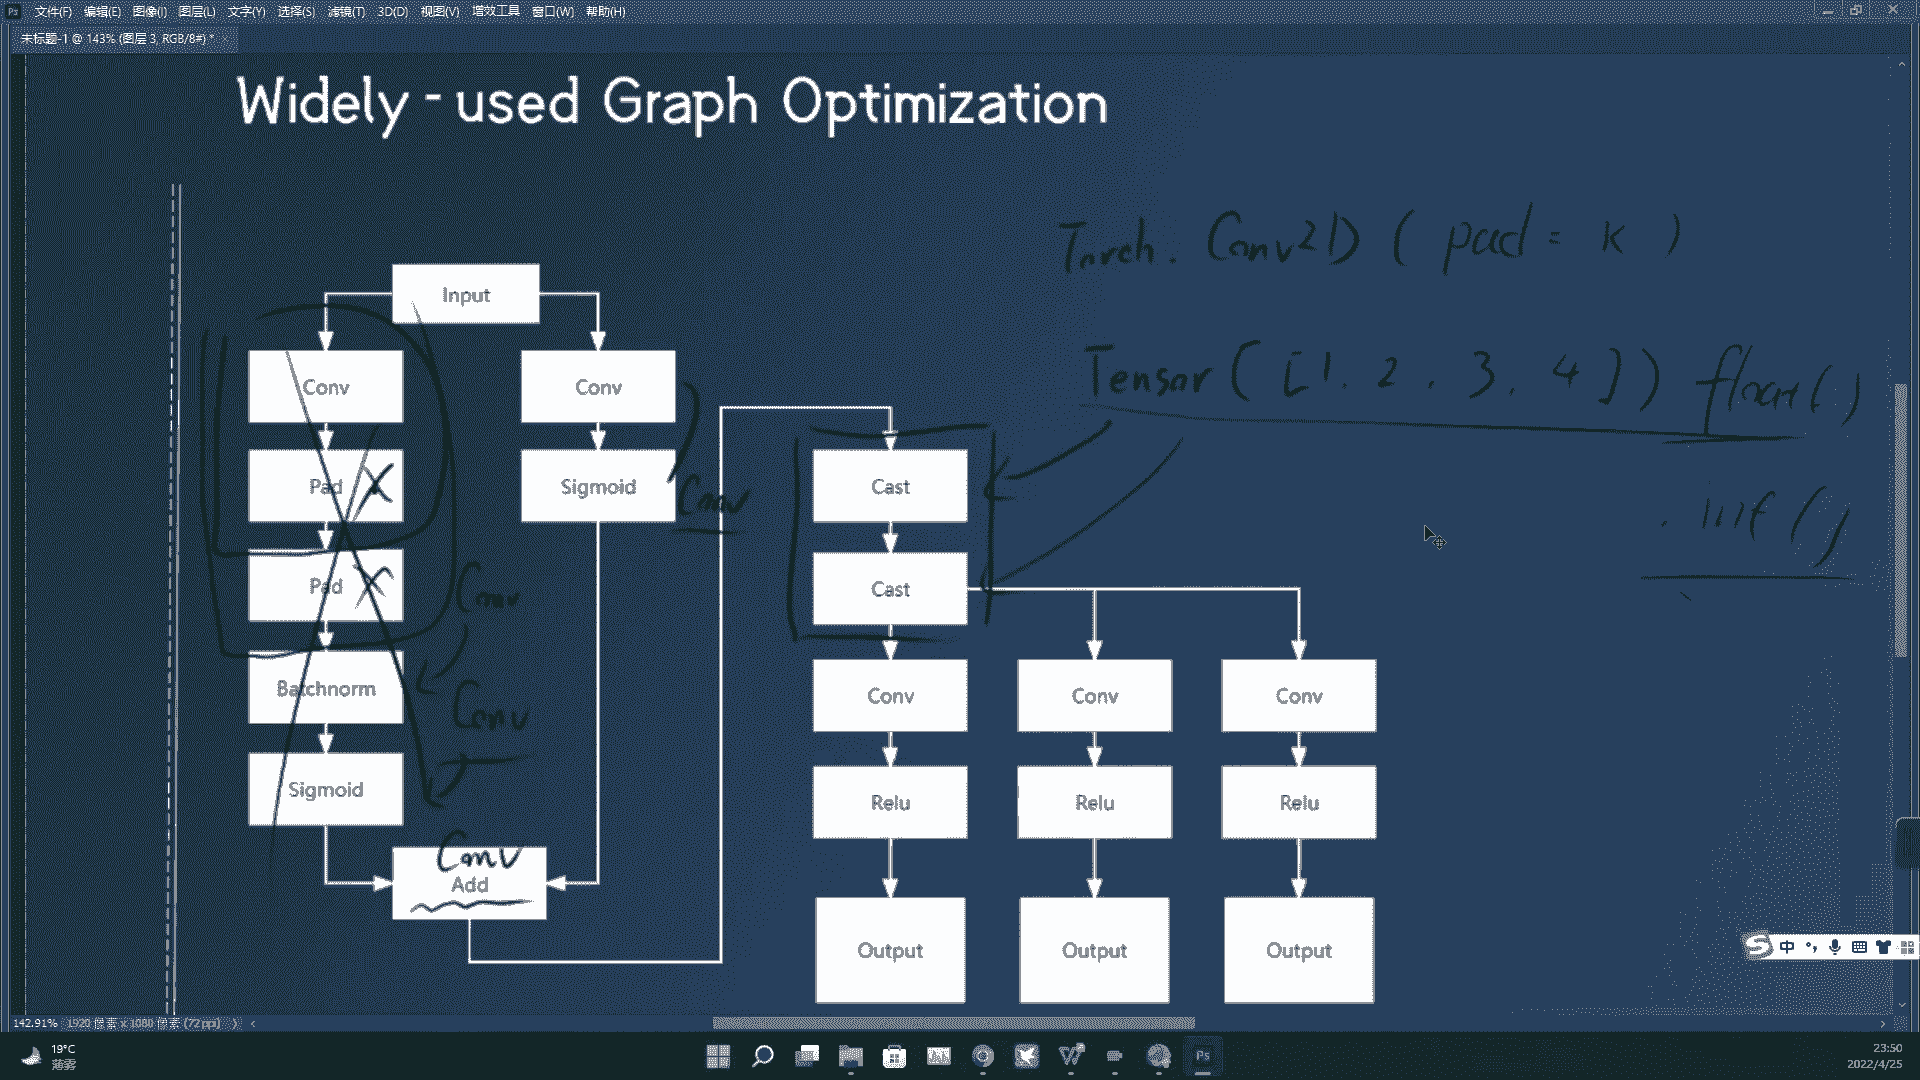 Ps 文件(F) 编辑(E) 图像(I) 图层(L) 文字(Y) 选择(S) 滤镜(T) 3D(D) 视图(V) 增效工具 窗口(W) 帮助(H)
未标题-1 @ 143% (图层 3, RGB/8#) * ×
Widely-used Graph Optimization
Torch. Conv2D ( pad = k )
Input
Tensor ( [ 1. 2. 3. 4 ] ) float( )
Conv
Conv
Pad X
Sigmoid
Conv
Cast
. int ( )
Pad X
Conv
Cast
Batchnorm
Conv
Conv
Conv
Conv
Sigmoid
Relu
Relu
Relu
Conv
Add
Output
Output
Output
中
142.91% 1920 像素 x 1080 像素 (72 ppi)
19°C
薄雾
Ps
23:50
2022/4/25